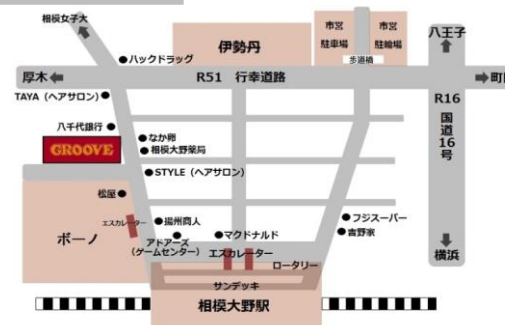 相模女子大
ハックドラッグ
伊勢丹
市営
駐車場
市営
駐輪場
歩道橋
八王子
厚木
R51 行幸道路
町田
TAYA（ヘアサロン）
R16
国道16号
八千代銀行
なか卵
相模大野薬局
GROOVE
STYLE（ヘアサロン）
松屋
エスカレーター
揚州商人
ボーノ
アドアーズ
（ゲームセンター）
マクドナルド
エスカレーター
フジスーパー
吉野家
ロータリー
横浜
サンデッキ
相模大野駅